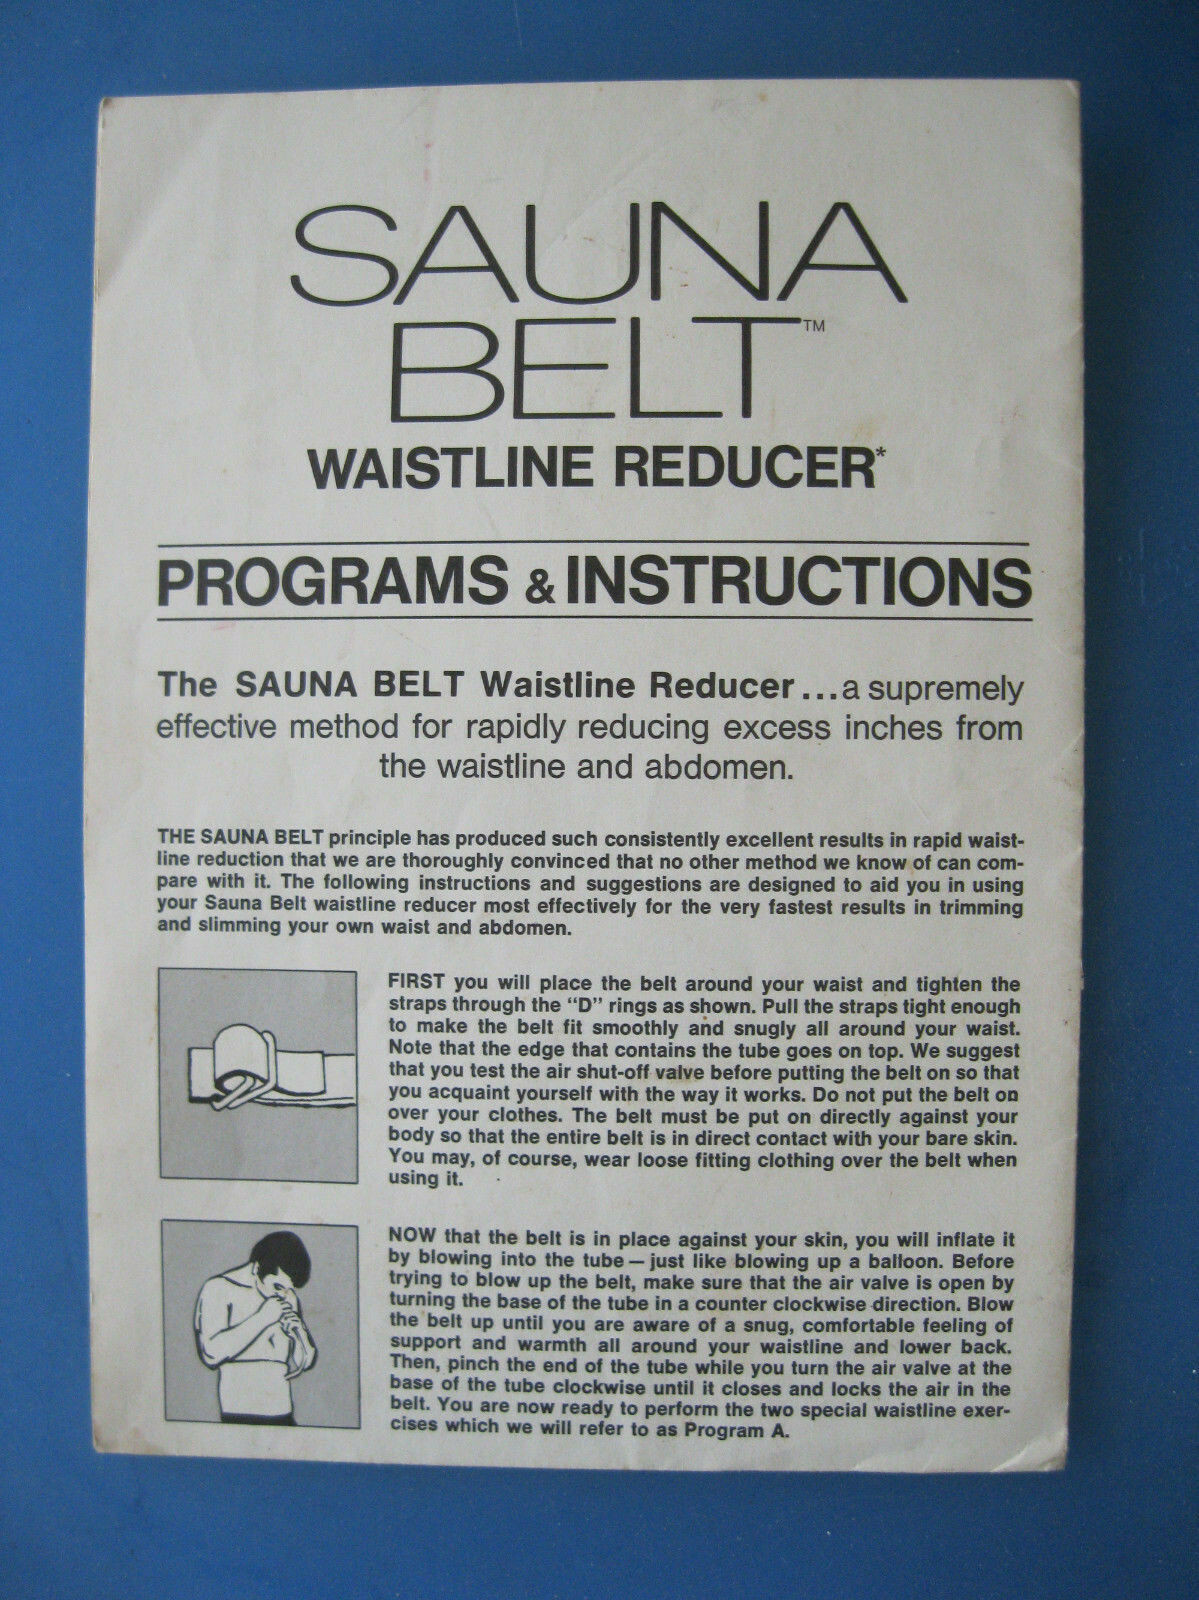 SAUNA
BELT™
WAISTLINE REDUCER*
PROGRAMS & INSTRUCTIONS
The SAUNA BELT Waistline Reducer...a supremely
effective method for rapidly reducing excess inches from
the waistline and abdomen.
THE SAUNA BELT principle has produced such consistently excellent results in rapid waist-
line reduction that we are thoroughly convinced that no other method we know of can com-
pare with it. The following instructions and suggestions are designed to aid you in using
your Sauna Belt waistline reducer most effectively for the very fastest results in trimming
and slimming your own waist and abdomen.
FIRST you will place the belt around your waist and tighten the
straps through the "D" rings as shown. Pull the straps tight enough
to make the belt fit smoothly and snugly all around your waist.
Note that the edge that contains the tube goes on top. We suggest
that you test the air shut-off valve before putting the belt on so that
you acquaint yourself with the way it works. Do not put the belt on
over your clothes. The belt must be put on directly against your
body so that the entire belt is in direct contact with your bare skin.
You may, of course, wear loose fitting clothing over the belt when
using it.
NOW that the belt is in place against your skin, you will inflate it
by blowing into the tube — just like blowing up a balloon. Before
trying to blow up the belt, make sure that the air valve is open by
turning the base of the tube in a counter clockwise direction. Blow
the belt up until you are aware of a snug, comfortable feeling of
support and warmth all around your waistline and lower back.
Then, pinch the end of the tube while you turn the air valve at the
base of the tube clockwise until it closes and locks the air in the
belt. You are now ready to perform the two special waistline exer-
cises which we will refer to as Program A.